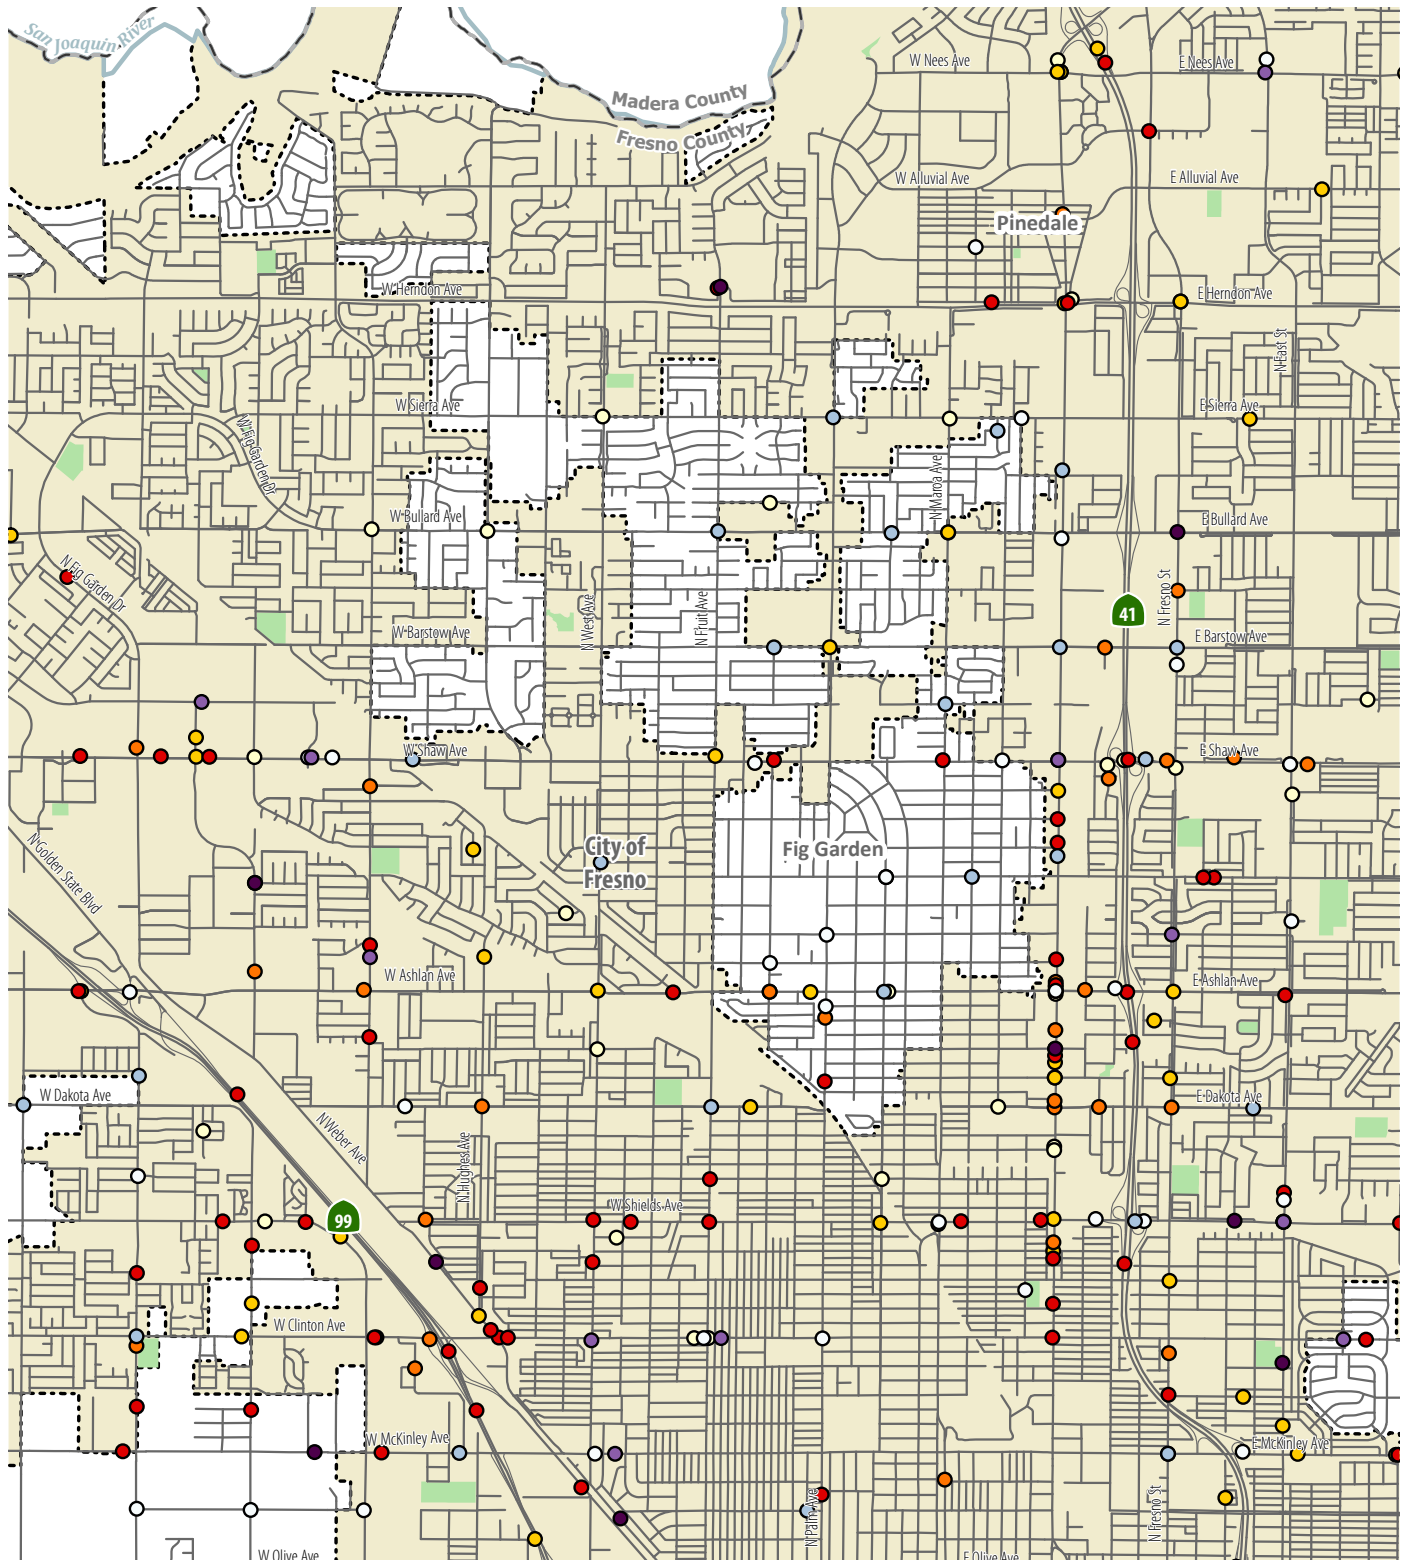 San Joaquin River
Madera County
Fresno County
W Nees Ave
E Nees Ave
W Alluvial Ave
E Alluvial Ave
Pinedale
W Herndon Ave
E Herndon Ave
N East St
W Sierra Ave
E Sierra Ave
W Fig Garden Dr
N Maroa Ave
W Bullard Ave
E Bullard Ave
N Fig Garden Dr
N West Ave
N Fruit Ave
N Fresno St
41
W Barstow Ave
E Barstow Ave
W Shaw Ave
E Shaw Ave
N Golden State Blvd
City of
Fresno
Fig Garden
W Ashlan Ave
E Ashlan Ave
W Dakota Ave
E Dakota Ave
N Weber Ave
N Hughes Ave
W Shields Ave
99
W Clinton Ave
W McKinley Ave
E McKinley Ave
N Palm Ave
N Fresno St
W Olive Ave
E Olive Ave